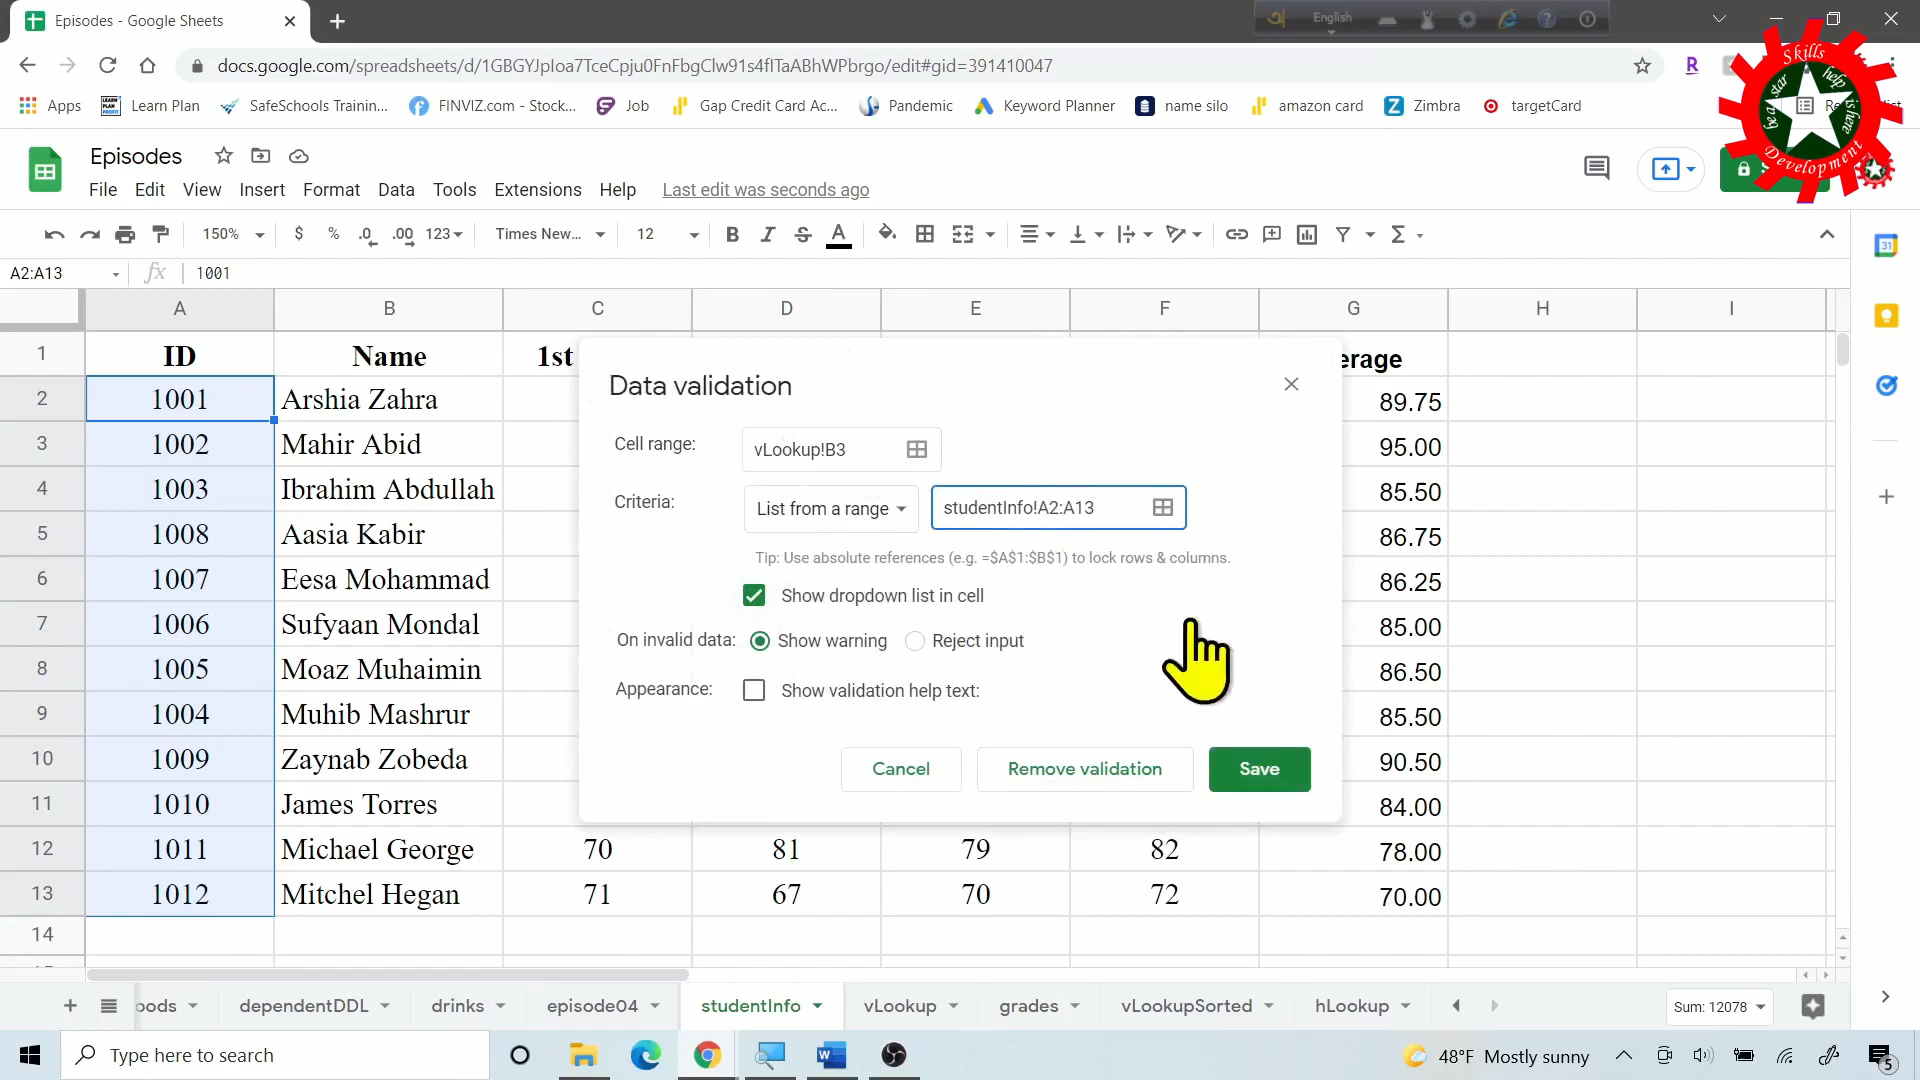 Episodes - Google Sheets
English
docs.google.com/spreadsheets/d/1GBGYJploa7TceCpju0FnFbgClw91s4fITaABhWPbrgo/edit#gid=391410047
R
Apps Learn Plan SafeSchools Trainin... FINVIZ.com - Stock... Job Gap Credit Card Ac... Pandemic Keyword Planner name silo amazon card Zimbra targetCard
Skills
be a star
help is here
Development
Episodes
File Edit View Insert Format Data Tools Extensions Help Last edit was seconds ago
150% $ % .0 .00 123 Times New... 12 B I S A
A2:A13 fx 1001
A B C D E F G H I
1 ID Name 1st erage
2 1001 Arshia Zahra 89.75
3 1002 Mahir Abid 95.00
4 1003 Ibrahim Abdullah 85.50
5 1008 Aasia Kabir 86.75
6 1007 Eesa Mohammad 86.25
7 1006 Sufyaan Mondal 85.00
8 1005 Moaz Muhaimin 86.50
9 1004 Muhib Mashrur 85.50
10 1009 Zaynab Zobeda 90.50
11 1010 James Torres 84.00
12 1011 Michael George 70 81 79 82 78.00
13 1012 Mitchel Hegan 71 67 70 72 70.00
14
Data validation
Cell range: vLookup!B3
Criteria: List from a range studentInfo!A2:A13
Tip: Use absolute references (e.g. =$A$1:$B$1) to lock rows & columns.
Show dropdown list in cell
On invalid data: Show warning Reject input
Appearance: Show validation help text:
Cancel Remove validation Save
oods dependentDDL drinks episode04 studentInfo vLookup grades vLookupSorted hLookup Sum: 12078
Type here to search
48°F Mostly sunny
5